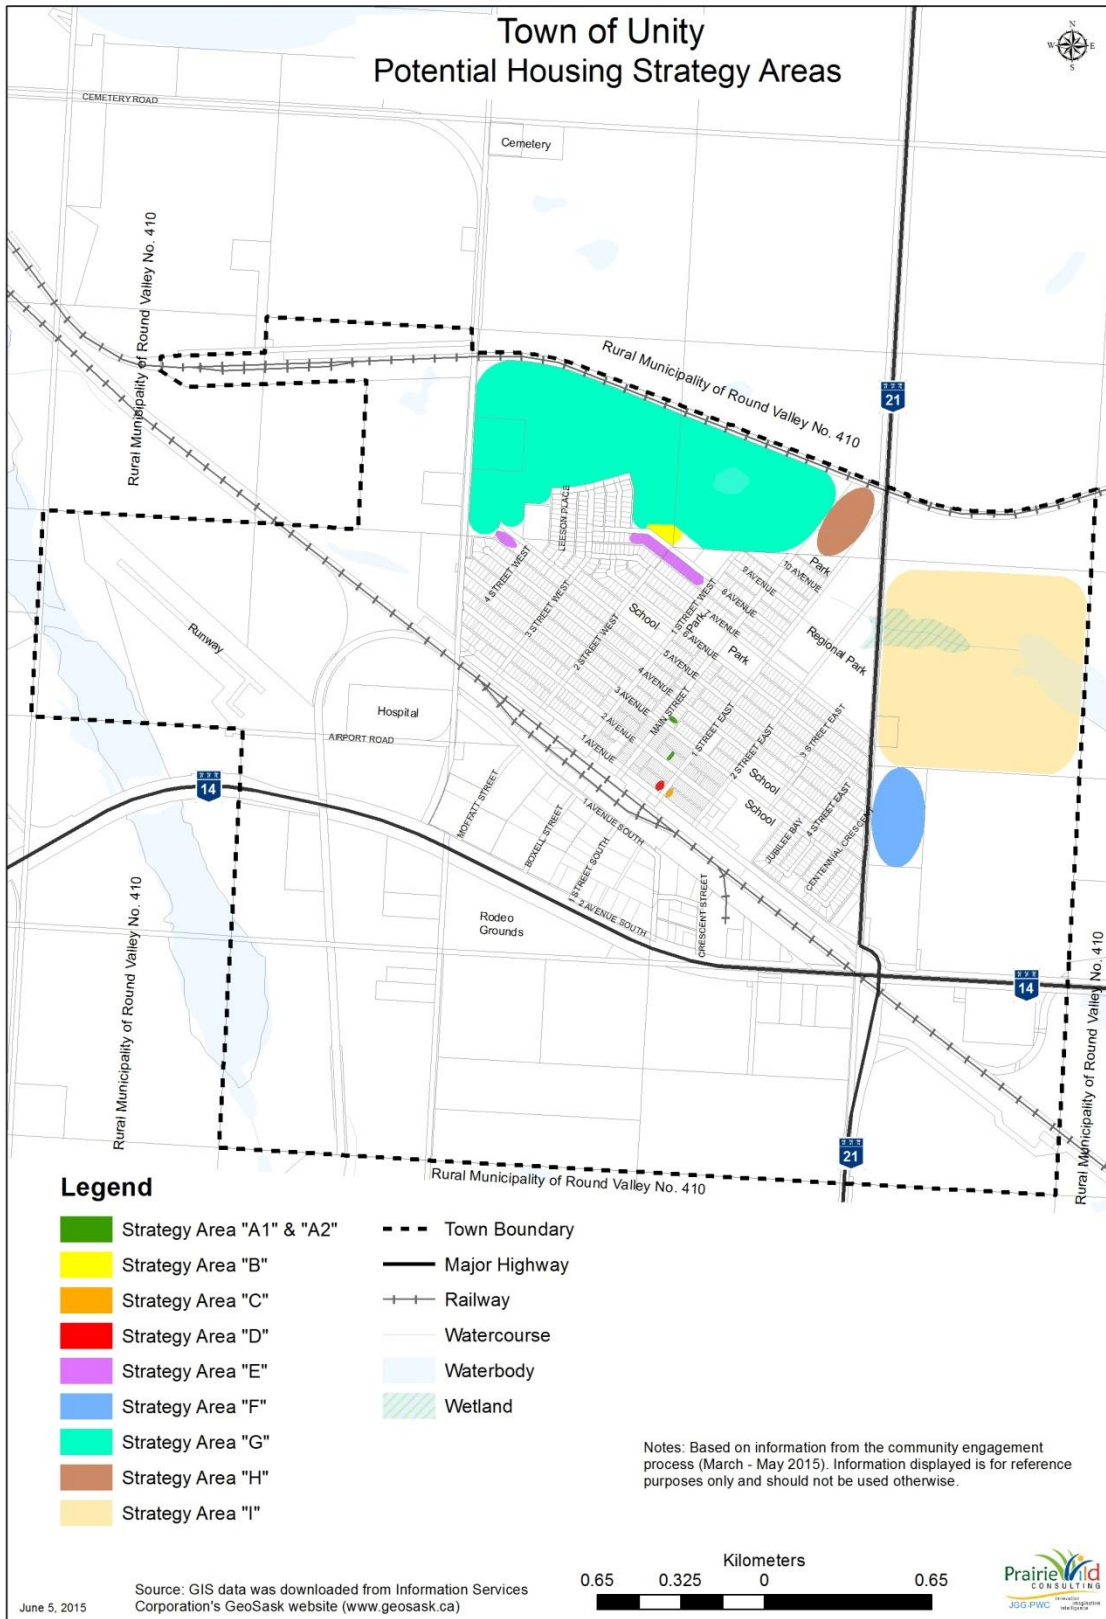 Town of Unity
Potential Housing Strategy Areas
N
W E
S
CEMETERY ROAD
Cemetery
Rural Municipality of Round Valley No. 410
Rural Municipality of Round Valley No. 410
21
LEESON PLACE
4 STREET WEST
3 STREET WEST
2 STREET WEST
1 STREET WEST
School
Park
Park
Park
9 AVENUE
10 AVENUE
8 AVENUE
7 AVENUE
6 AVENUE
5 AVENUE
4 AVENUE
3 AVENUE
2 AVENUE
1 AVENUE
MAIN STREET
Regional Park
1 STREET EAST
2 STREET EAST
3 STREET EAST
4 STREET EAST
School
School
JUBILEE BAY
CENTENNIAL CRESCENT
Runway
Hospital
AIRPORT ROAD
14
MOFFATT STREET
BOXELL STREET
1 STREET SOUTH
1 AVENUE SOUTH
2 AVENUE SOUTH
CRESCENT STREET
Rodeo
Grounds
14
21
Rural Municipality of Round Valley No. 410
Rural Municipality of Round Valley No. 410
Rural Municipality of Round Valley No. 410
Legend
Strategy Area "A1" & "A2"
Strategy Area "B"
Strategy Area "C"
Strategy Area "D"
Strategy Area "E"
Strategy Area "F"
Strategy Area "G"
Strategy Area "H"
Strategy Area "I"
Town Boundary
Major Highway
Railway
Watercourse
Waterbody
Wetland
Notes: Based on information from the community engagement
process (March - May 2015). Information displayed is for reference
purposes only and should not be used otherwise.
Kilometers
0.65 0.325 0 0.65
June 5, 2015
Source: GIS data was downloaded from Information Services
Corporation's GeoSask website (www.geosask.ca)
PrairieWild
CONSULTING
JGG-PWC
innovation
imagination
intelligence